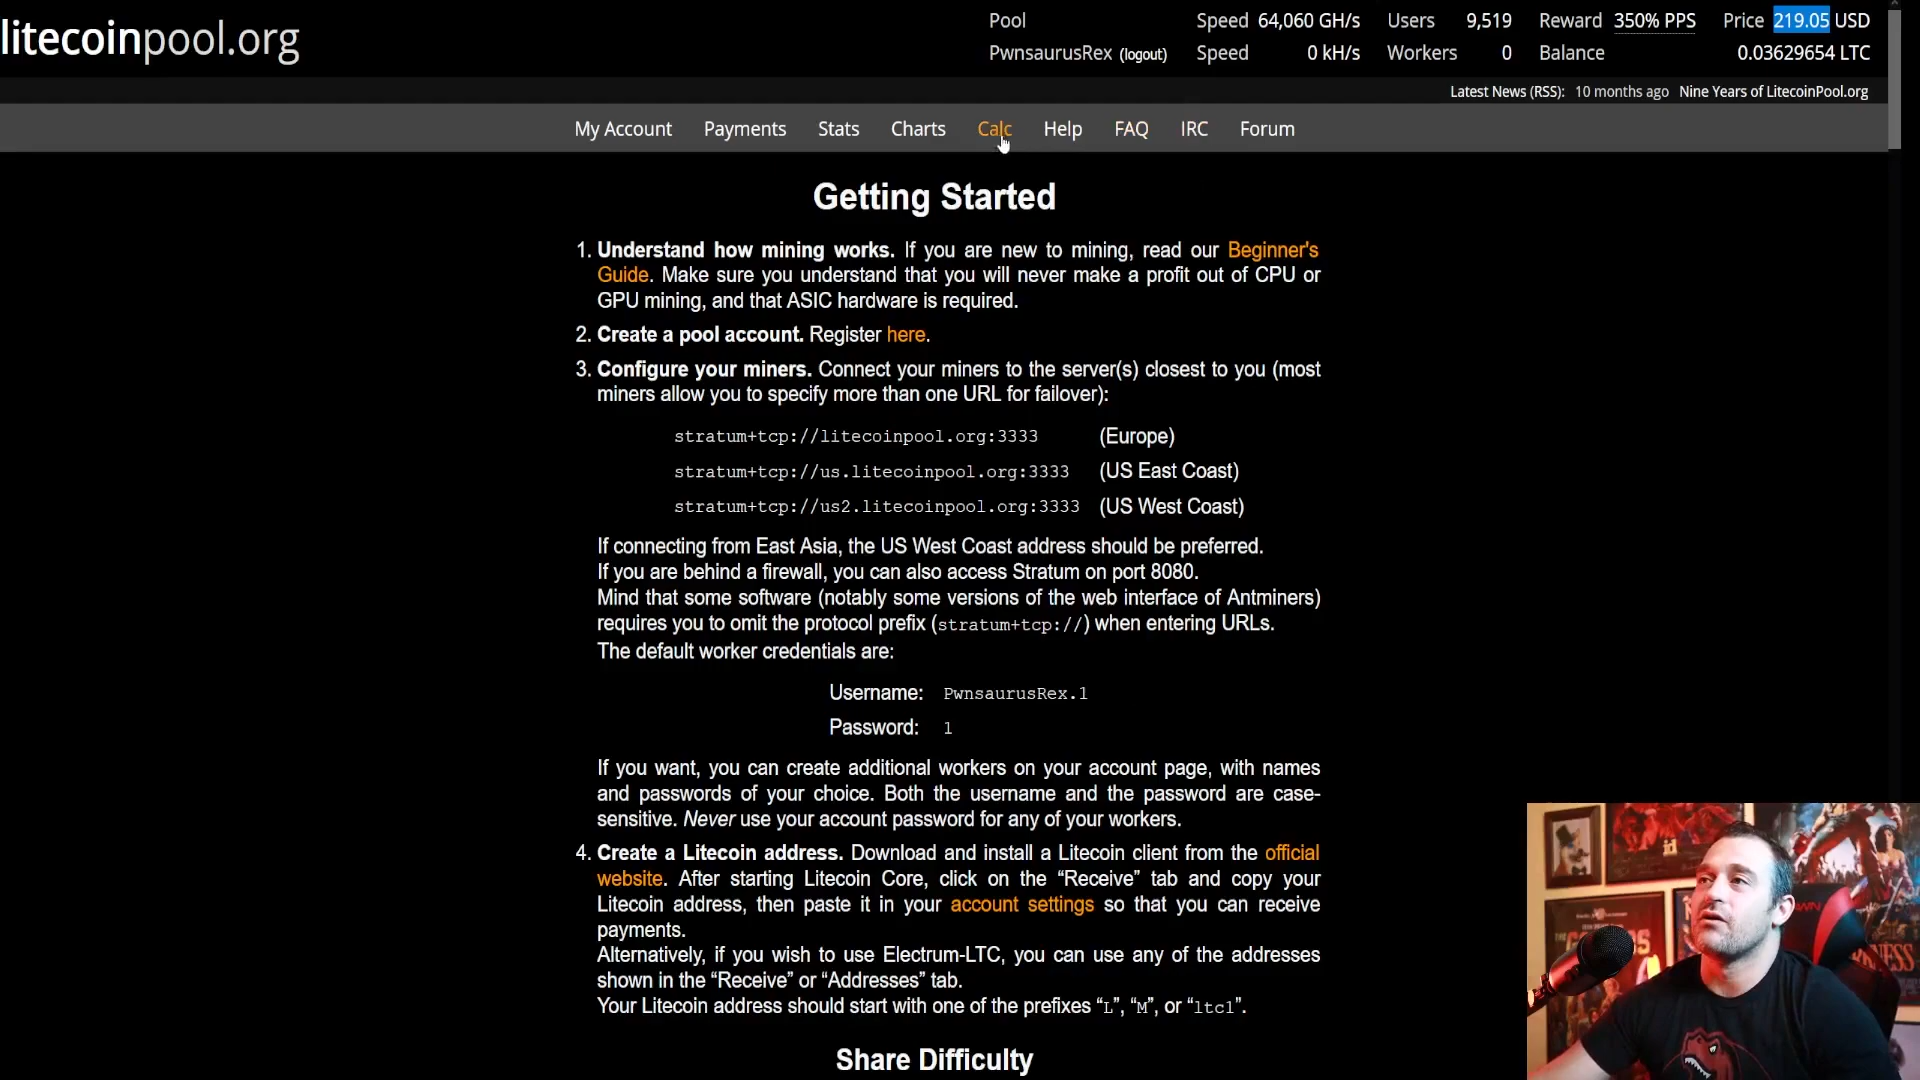 litecoinpool.org
Pool Speed 64,060 GH/s Users 9,519 Reward 350% PPS Price 219.05 USD
PwnsaurusRex (logout) Speed 0 kH/s Workers 0 Balance 0.03629654 LTC
Latest News (RSS): 10 months ago Nine Years of LitecoinPool.org
My Account Payments Stats Charts Calc Help FAQ IRC Forum
Getting Started
1. Understand how mining works. If you are new to mining, read our Beginner's
Guide. Make sure you understand that you will never make a profit out of CPU or
GPU mining, and that ASIC hardware is required.
2. Create a pool account. Register here.
3. Configure your miners. Connect your miners to the server(s) closest to you (most
miners allow you to specify more than one URL for failover):
stratum+tcp://litecoinpool.org:3333 (Europe)
stratum+tcp://us.litecoinpool.org:3333 (US East Coast)
stratum+tcp://us2.litecoinpool.org:3333 (US West Coast)
If connecting from East Asia, the US West Coast address should be preferred.
If you are behind a firewall, you can also access Stratum on port 8080.
Mind that some software (notably some versions of the web interface of Antminers)
requires you to omit the protocol prefix (stratum+tcp://) when entering URLs.
The default worker credentials are:
Username: PwnsaurusRex.1
Password: 1
If you want, you can create additional workers on your account page, with names
and passwords of your choice. Both the username and the password are case-
sensitive. Never use your account password for any of your workers.
4. Create a Litecoin address. Download and install a Litecoin client from the official
website. After starting Litecoin Core, click on the “Receive” tab and copy your
Litecoin address, then paste it in your account settings so that you can receive
payments.
Alternatively, if you wish to use Electrum-LTC, you can use any of the addresses
shown in the “Receive” or “Addresses” tab.
Your Litecoin address should start with one of the prefixes “L”, “M”, or “ltc1”.
Share Difficulty